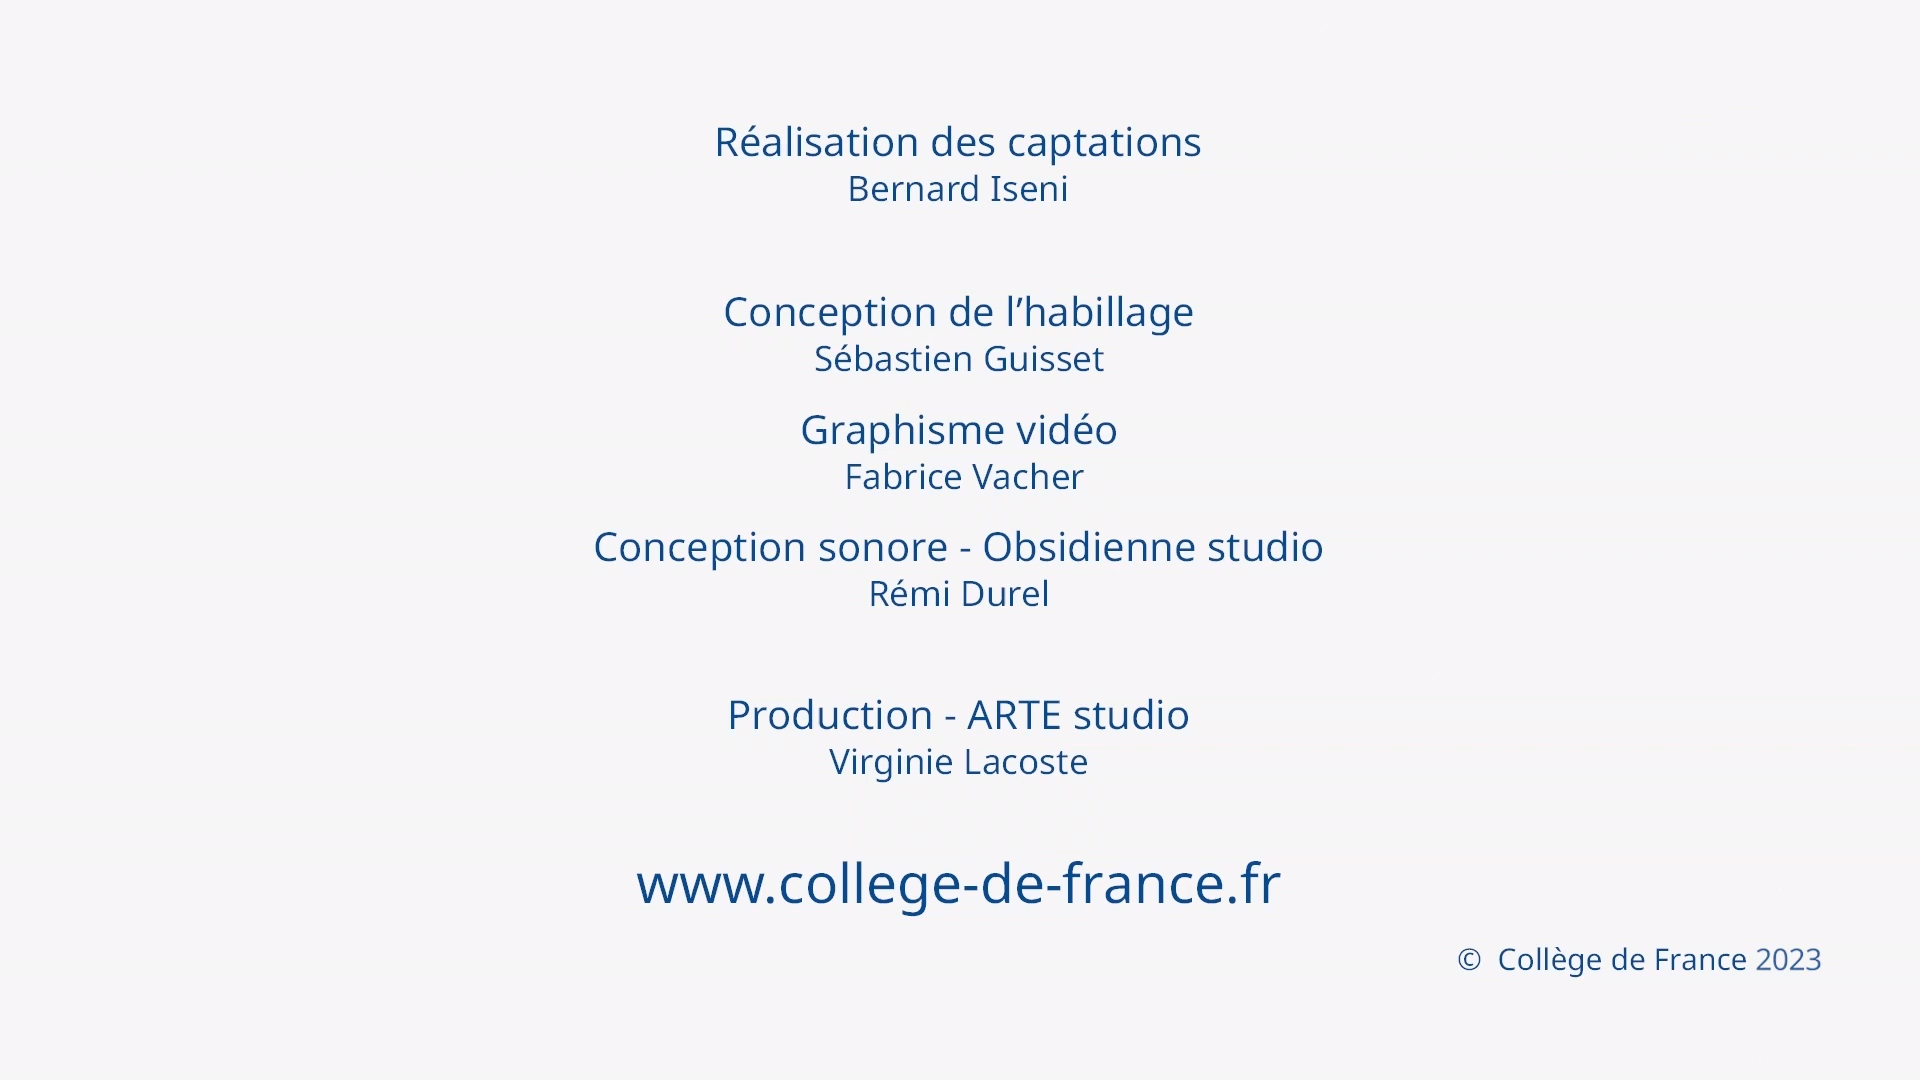 Réalisation des captations
Bernard Iseni
Conception de l’habillage
Sébastien Guisset
Graphisme vidéo
Fabrice Vacher
Conception sonore - Obsidienne studio
Rémi Durel
Production - ARTE studio
Virginie Lacoste
www.college-de-france.fr
© Collège de France 2023